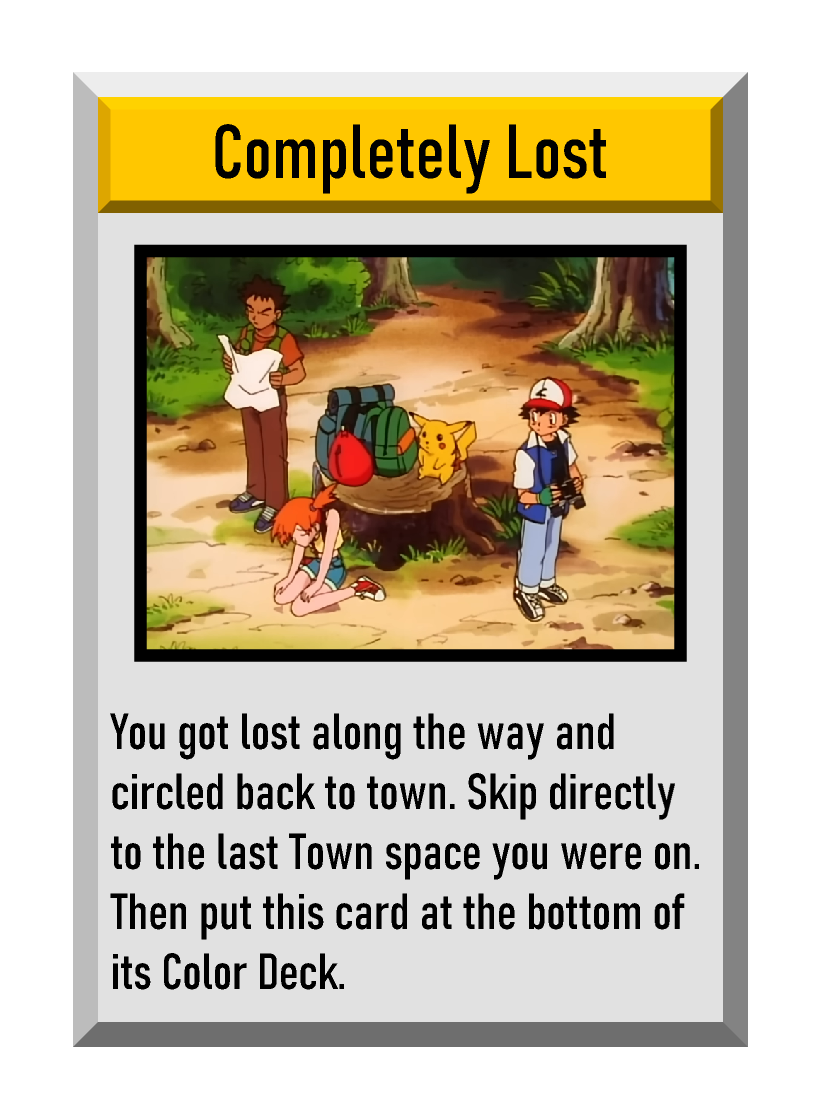 Completely Lost
You got lost along the way and
circled back to town. Skip directly
to the last Town space you were on.
Then put this card at the bottom of
its Color Deck.